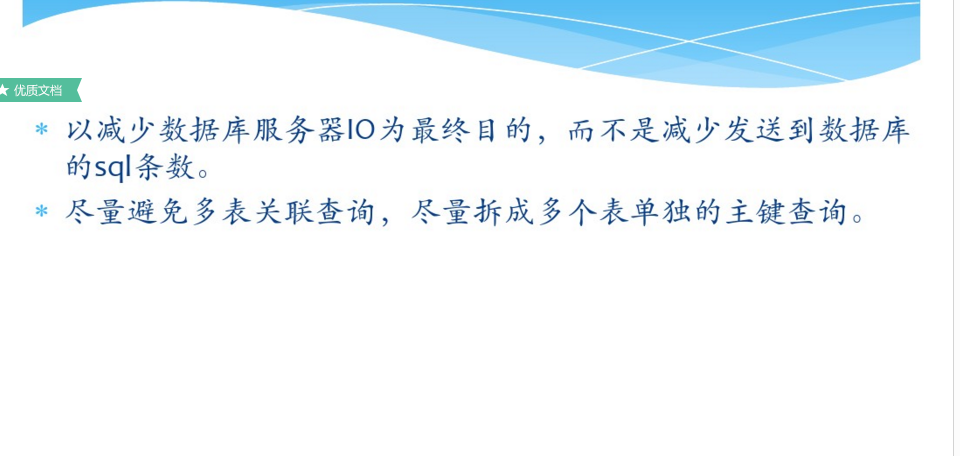 优质文档
以减少数据库服务器IO为最终目的，而不是减少发送到数据库
的sql条数。
尽量避免多表关联查询，尽量拆成多个表单独的主键查询。